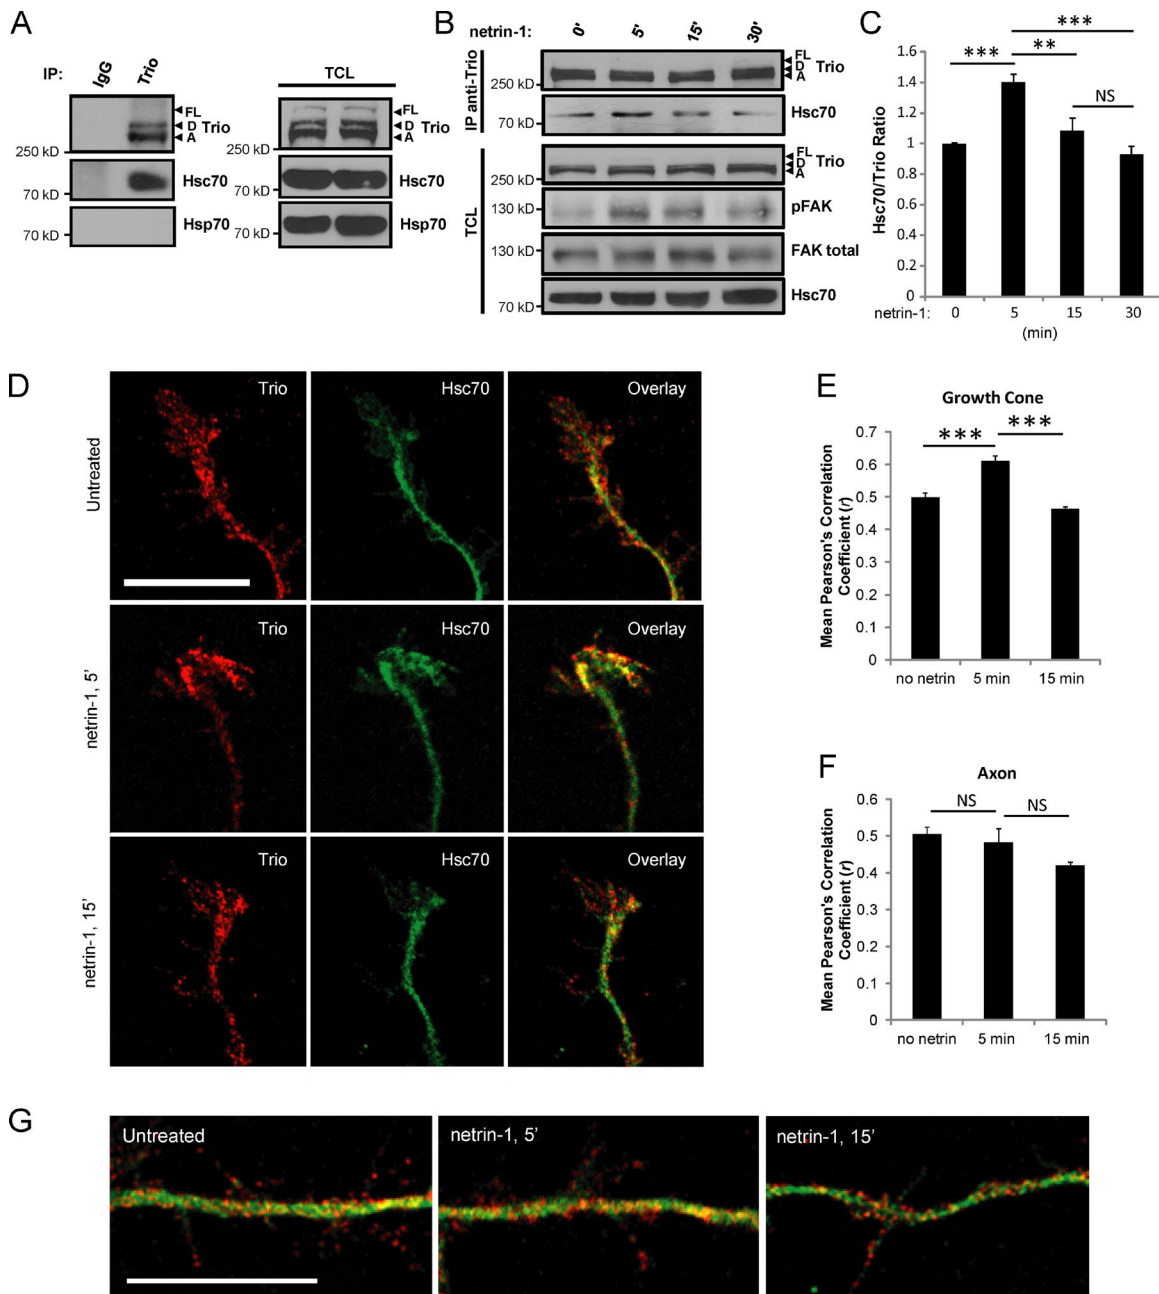 A
IP:
IgG
Trio
TCL
FL
D Trio
A
250 kD
Hsc70
70 kD
Hsp70
70 kD
FL
D Trio
A
250 kD
Hsc70
70 kD
Hsp70
70 kD
B
netrin-1:
0'
5'
15'
30'
IP anti-Trio
FL
D Trio
A
250 kD
Hsc70
70 kD
TCL
FL
D Trio
A
250 kD
130 kD
pFAK
130 kD
FAK total
Hsc70
70 kD
C
***
***
**
NS
Hsc70/Trio Ratio
1.6
1.4
1.2
1
0.8
0.6
0.4
0.2
0
netrin-1:
0
5
15
30
(min)
D
Untreated
Trio
Hsc70
Overlay
netrin-1, 5'
Trio
Hsc70
Overlay
netrin-1, 15'
Trio
Hsc70
Overlay
E
Growth Cone
***
***
Mean Pearson's Correlation
Coefficient (r)
0.7
0.6
0.5
0.4
0.3
0.2
0.1
0
no netrin
5 min
15 min
F
Axon
NS
NS
Mean Pearson's Correlation
Coefficient (r)
0.6
0.5
0.4
0.3
0.2
0.1
0
no netrin
5 min
15 min
G
Untreated
netrin-1, 5'
netrin-1, 15'